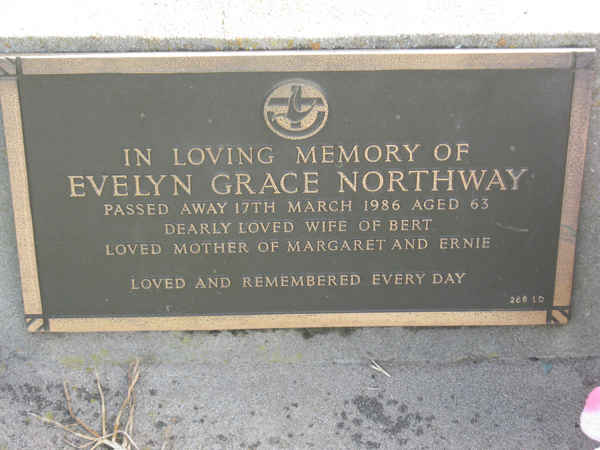 IN LOVING MEMORY OF
EVELYN GRACE NORTHWAY
PASSED AWAY 17TH MARCH 1986 AGED 63
DEARLY LOVED WIFE OF BERT
LOVED MOTHER OF MARGARET AND ERNIE
LOVED AND REMEMBERED EVERY DAY
268 LD